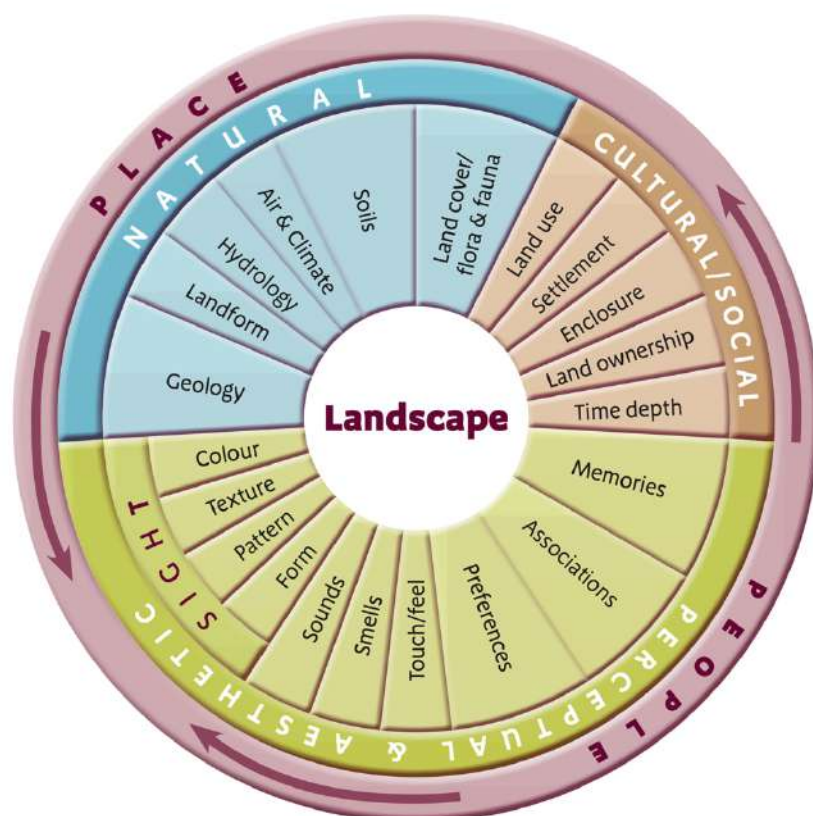 PLACE
NATURAL
Geology
Landform
Hydrology
Air & Climate
Soils
Land cover/
flora & fauna
CULTURAL/SOCIAL
Land use
Settlement
Enclosure
Land ownership
Time depth
Landscape
PEOPLE
PERCEPTUAL & AESTHETIC
Memories
Associations
Preferences
Touch/feel
Smells
Sounds
SIGHT
Form
Pattern
Texture
Colour